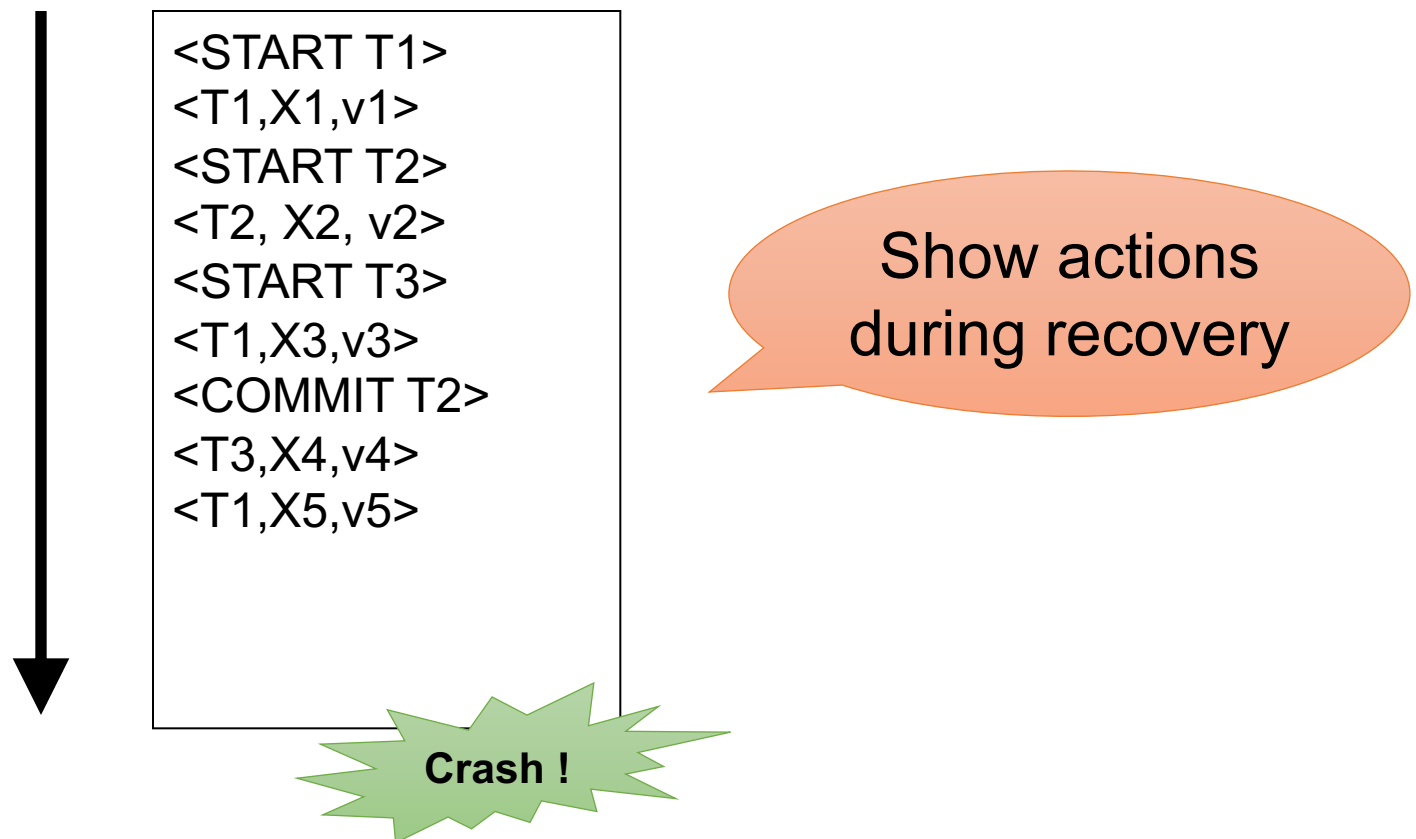 <START T1>
<T1,X1,v1>
<START T2>
<T2, X2, v2>
<START T3>
<T1,X3,v3>
<COMMIT T2>
<T3,X4,v4>
<T1,X5,v5>
Show actions
during recovery
Crash !